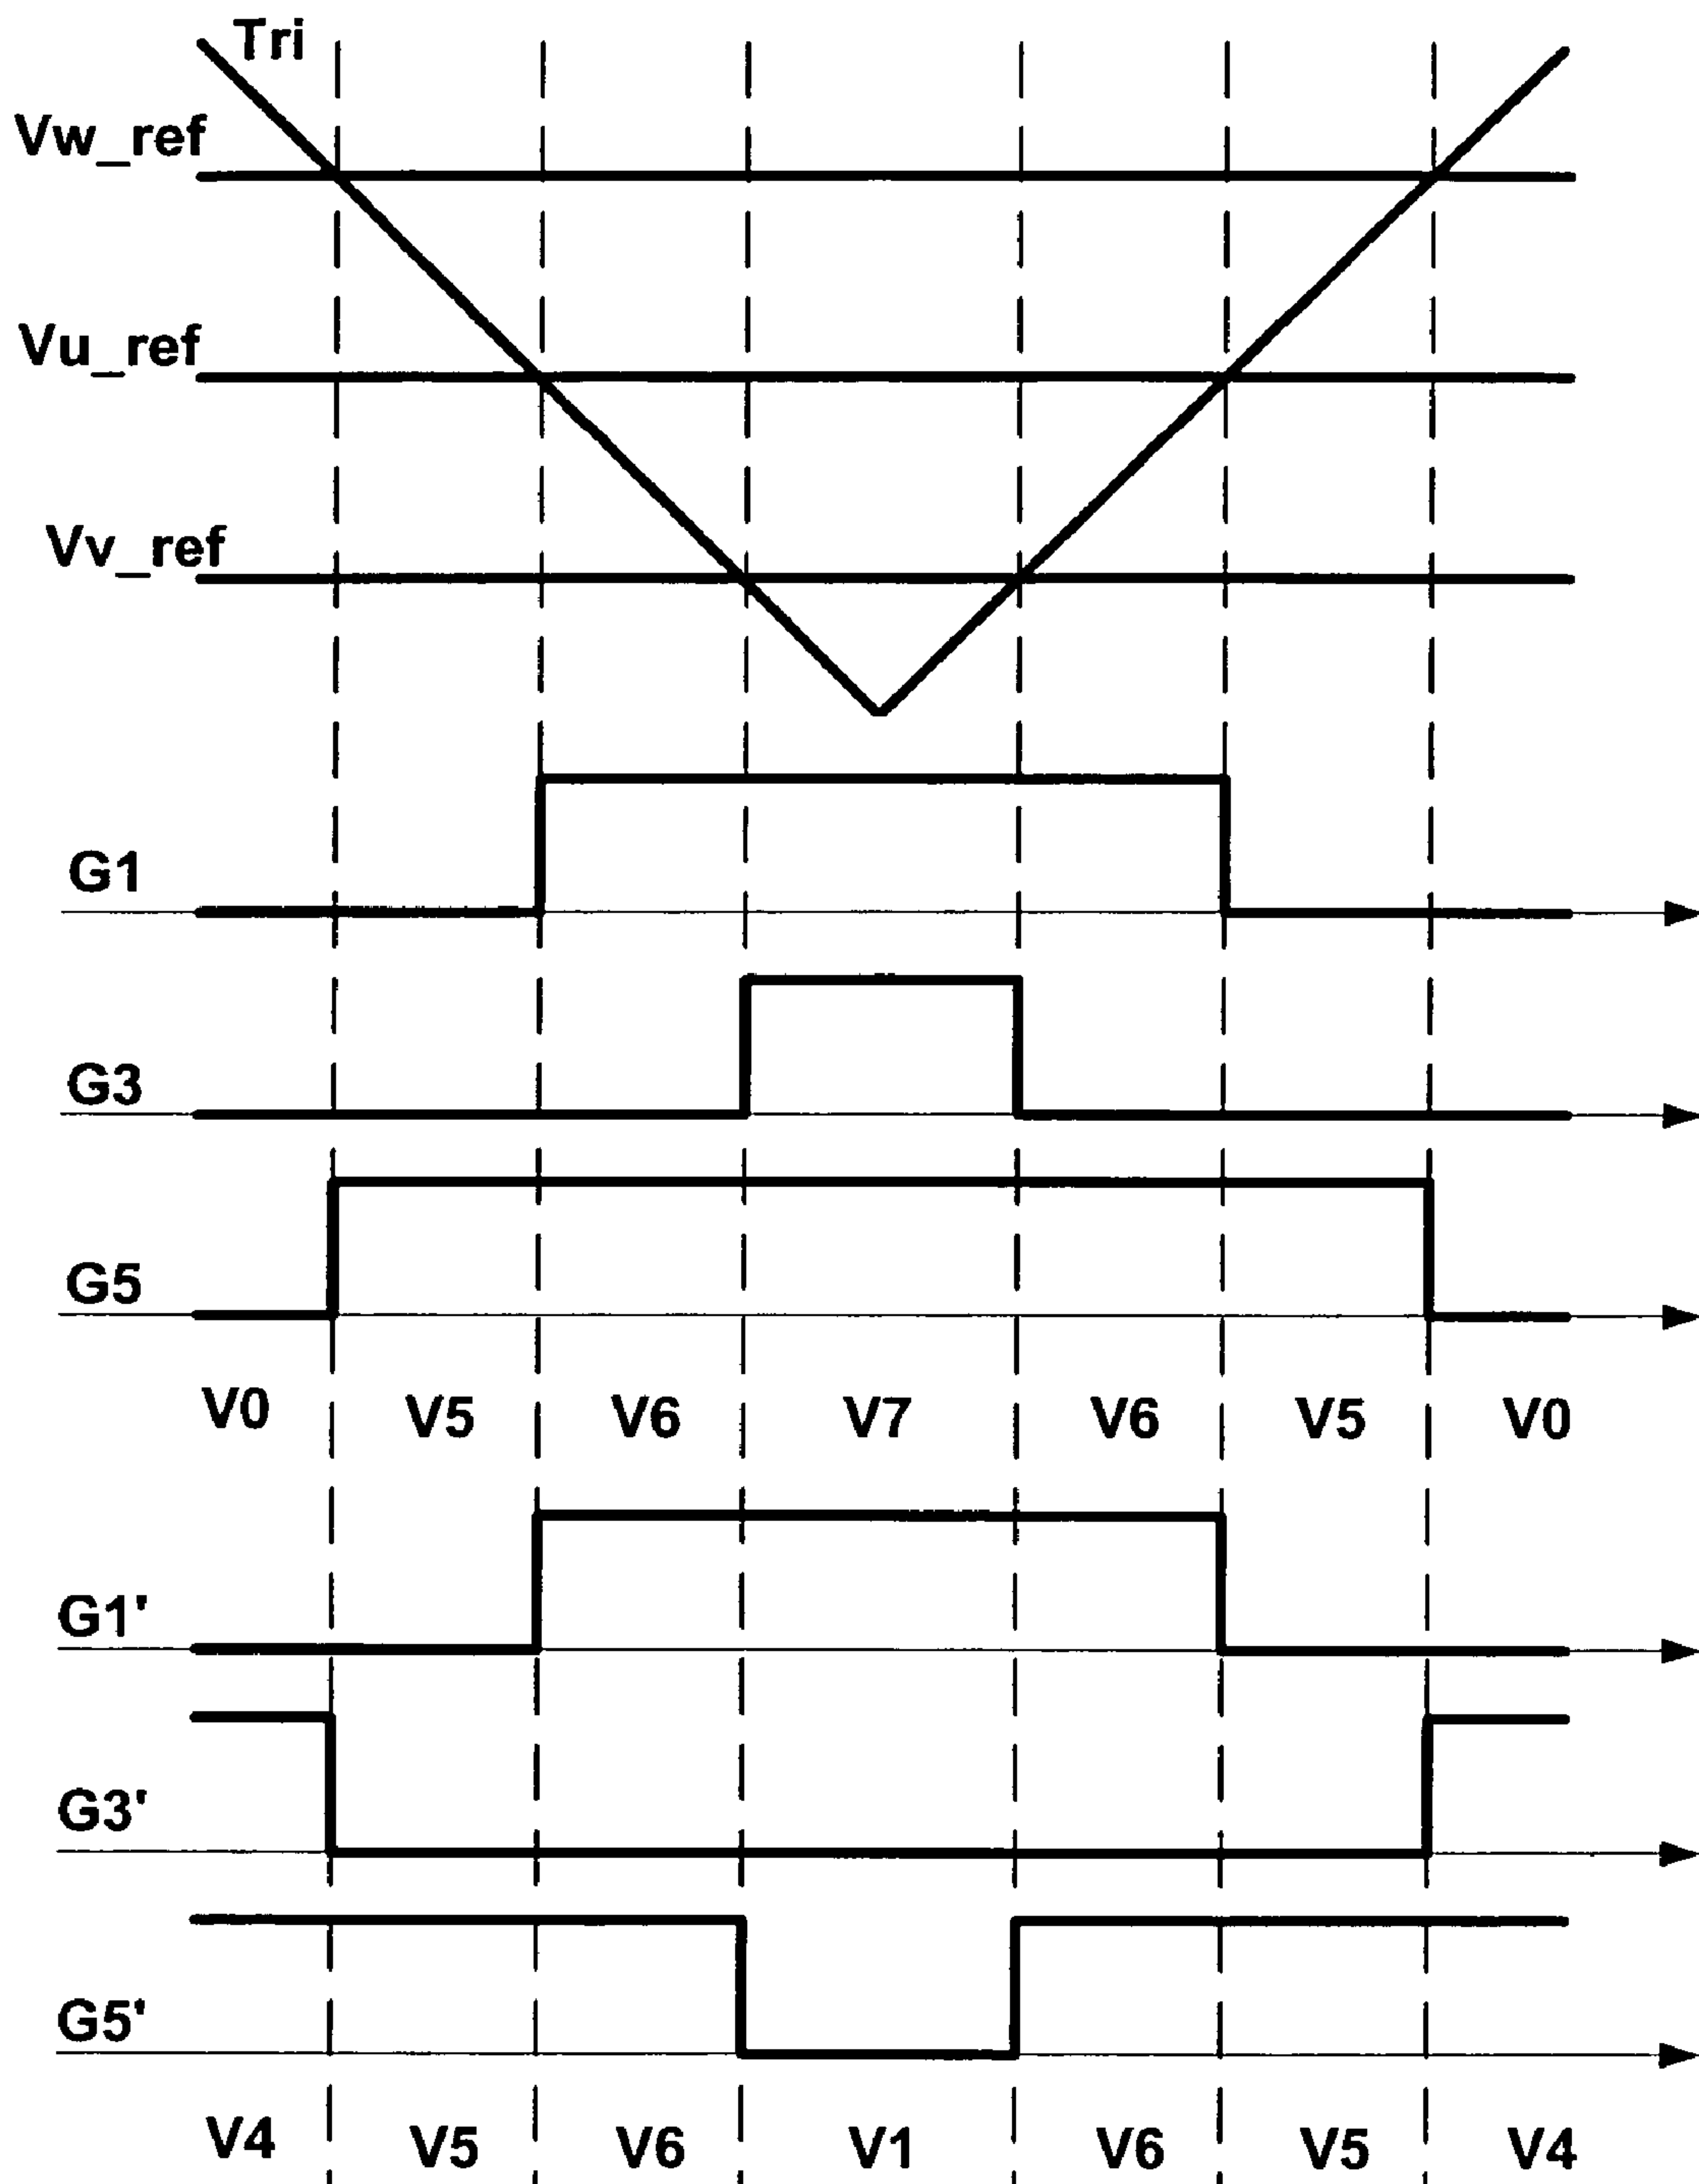 Tri
Vw_ref
Vu_ref
Vv_ref
G1
G3
G5
V0 V5 V6 V7 V6 V5 V0
G1'
G3'
G5'
V4 V5 V6 V1 V6 V5 V4